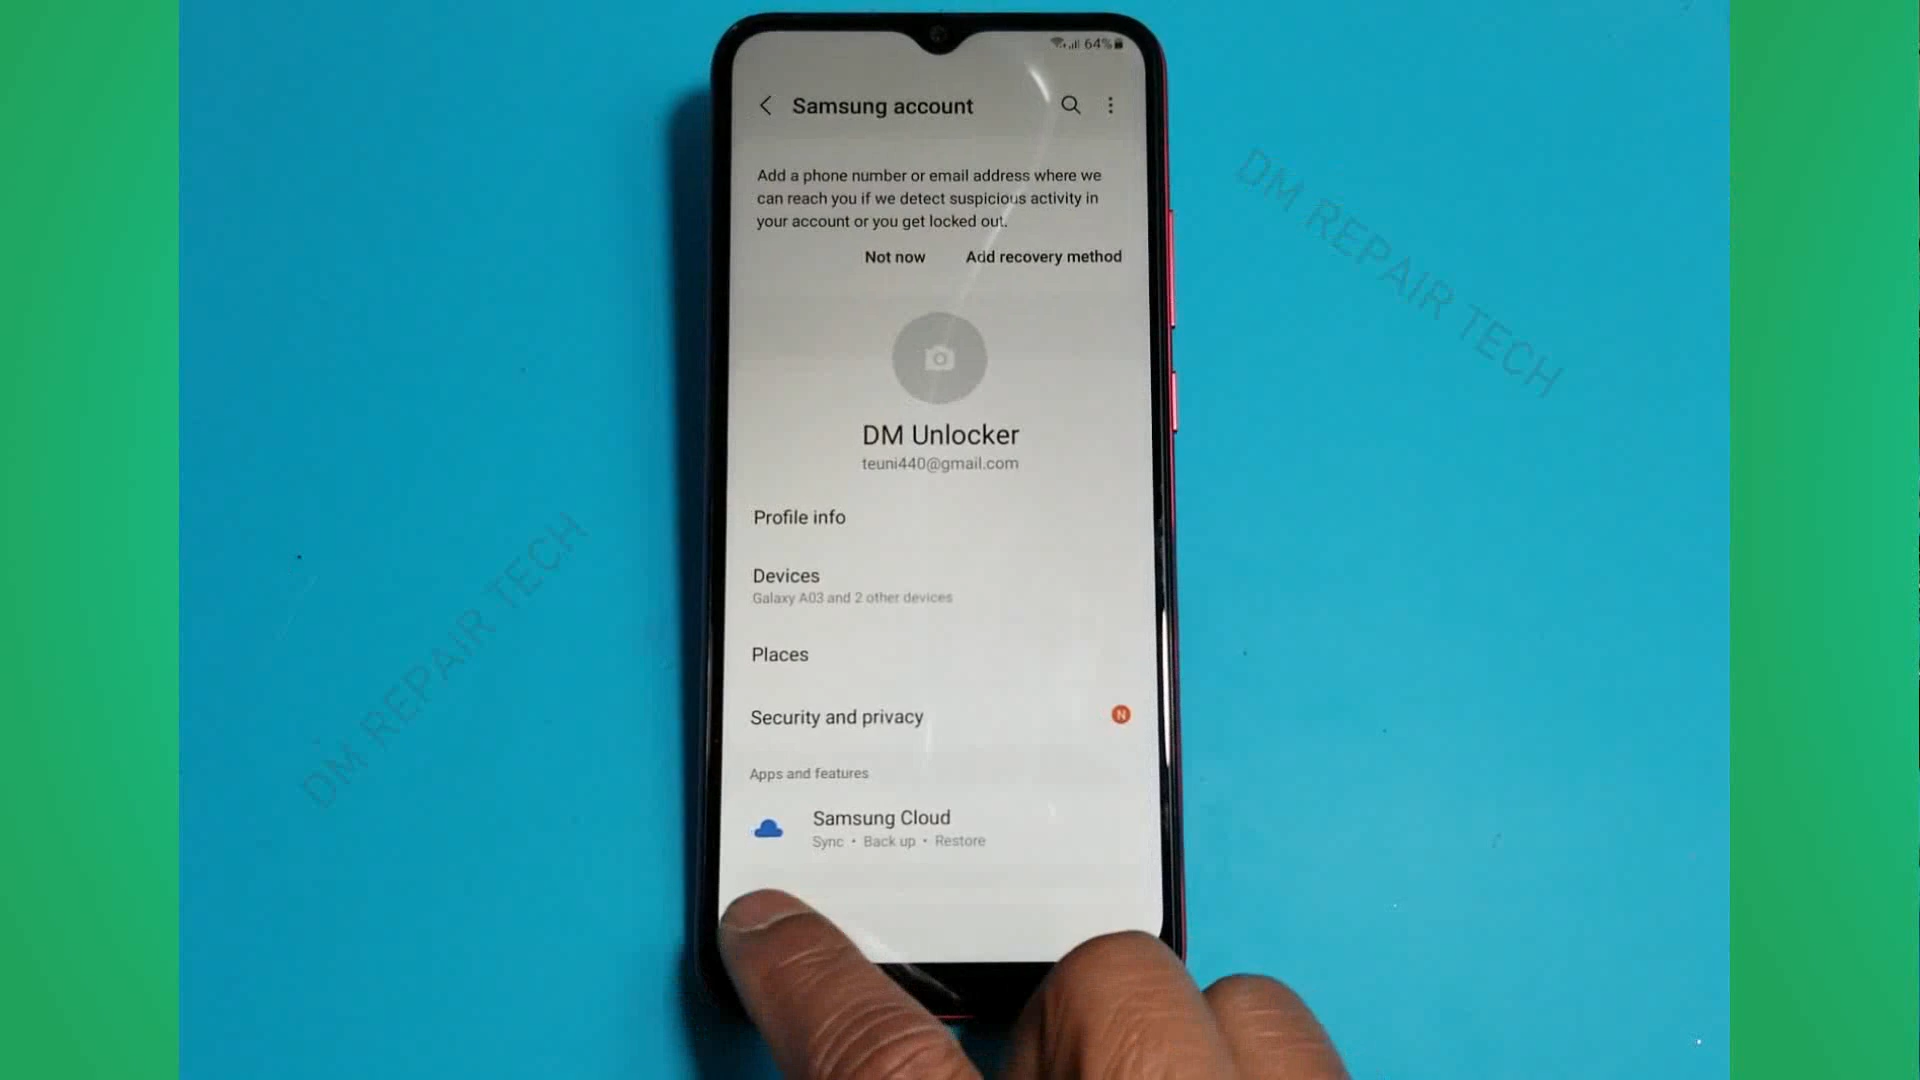 64%
Samsung account
Add a phone number or email address where we
can reach you if we detect suspicious activity in
your account or you get locked out.
Not now
Add recovery method
DM Unlocker
teuni440@gmail.com
Profile info
Devices
Galaxy A03 and 2 other devices
Places
Security and privacy
N
Apps and features
Samsung Cloud
Sync • Back up • Restore
DM REPAIR TECH
DM REPAIR TECH